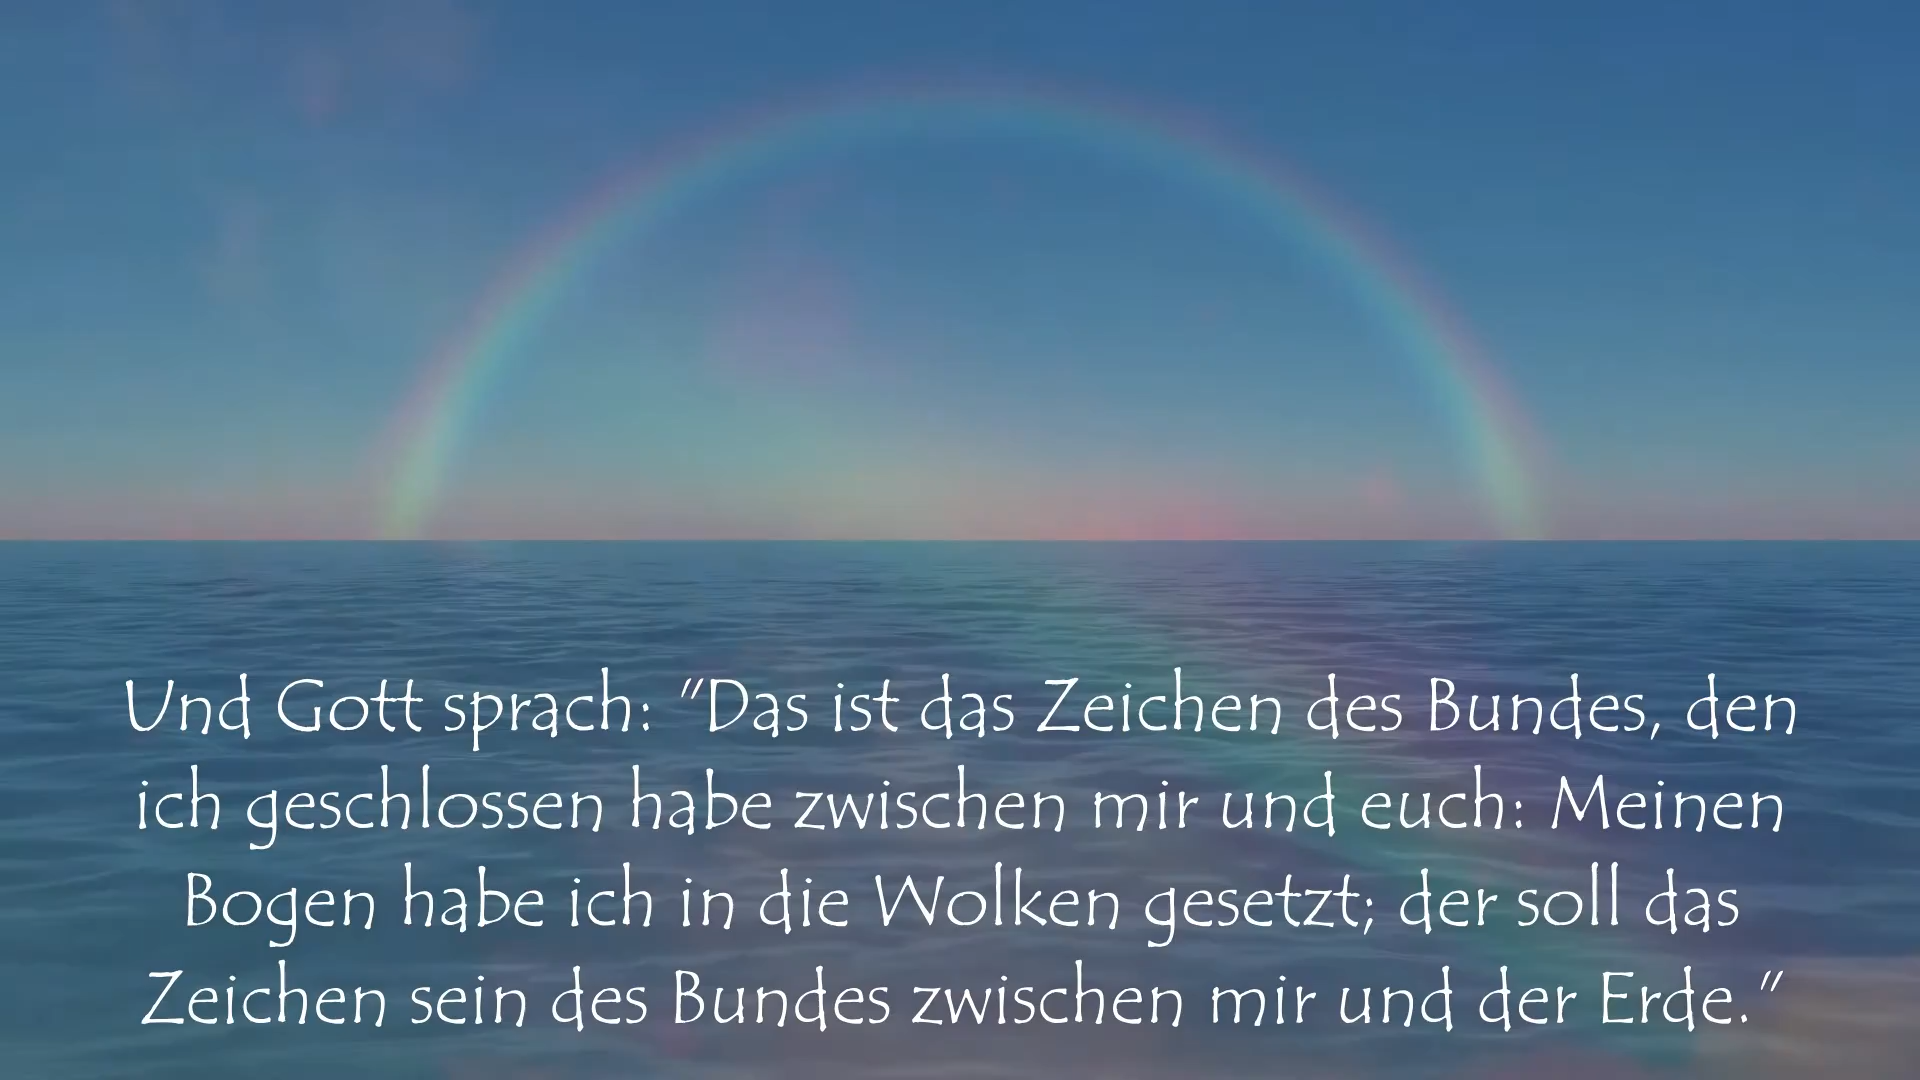 Und Gott sprach: "Das ist das Zeichen des Bundes, den
ich geschlossen habe zwischen mir und euch: Meinen
Bogen habe ich in die Wolken gesetzt; der soll das
Zeichen sein des Bundes zwischen mir und der Erde."